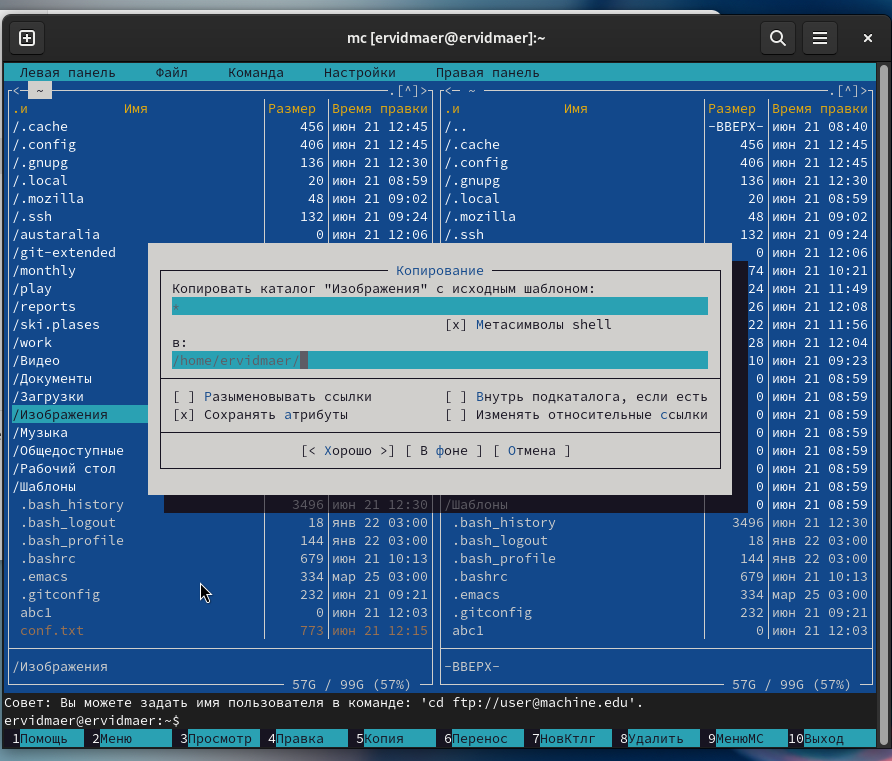 mc [ervidmaer@ervidmaer]:~
Левая панель Файл Команда Настройки Правая панель
<─ ~ .[^]> <─ ~ .[^]>
.и Имя Размер Время правки .и Имя Размер Время правки
/.cache 456 июн 21 12:45 /.. -ВВЕРХ- июн 21 08:40
/.config 406 июн 21 12:45 /.cache 456 июн 21 12:45
/.gnupg 136 июн 21 12:30 /.config 406 июн 21 12:45
/.local 20 июн 21 08:59 /.gnupg 136 июн 21 12:30
/.mozilla 48 июн 21 09:02 /.local 20 июн 21 08:59
/.ssh 132 июн 21 09:24 /.mozilla 48 июн 21 09:02
/austaralia 0 июн 21 12:06 /.ssh 132 июн 21 09:24
/git-extended 0 июн 21 12:06
/monthly 74 июн 21 10:21
/play 24 июн 21 11:49
/reports 26 июн 21 12:08
/ski.plases 22 июн 21 11:56
/work 28 июн 21 12:04
/Видео 10 июн 21 09:23
/Документы 0 июн 21 08:59
/Загрузки 0 июн 21 08:59
/Изображения 0 июн 21 08:59
/Музыка 0 июн 21 08:59
/Общедоступные 0 июн 21 08:59
/Рабочий стол 0 июн 21 08:59
/Шаблоны 0 июн 21 08:59
Копирование
Копировать каталог "Изображения" с исходным шаблоном:
*
[x] Метасимволы shell
в:
/home/ervidmaer/
[ ] Разыменовывать ссылки [ ] Внутрь подкаталога, если есть
[x] Сохранять атрибуты [ ] Изменять относительные ссылки
[< Хорошо >] [ В фоне ] [ Отмена ]
.bash_history 3496 июн 21 12:30 /Шаблоны 0 июн 21 08:59
.bash_logout 18 янв 22 03:00 .bash_history 3496 июн 21 12:30
.bash_profile 144 янв 22 03:00 .bash_logout 18 янв 22 03:00
.bashrc 679 июн 21 10:13 .bash_profile 144 янв 22 03:00
.emacs 334 мар 25 03:00 .bashrc 679 июн 21 10:13
.gitconfig 232 июн 21 09:21 .emacs 334 мар 25 03:00
abc1 0 июн 21 12:03 .gitconfig 232 июн 21 09:21
conf.txt 773 июн 21 12:15 abc1 0 июн 21 12:03
/Изображения -ВВЕРХ-
57G / 99G (57%) 57G / 99G (57%)
Совет: Вы можете задать имя пользователя в команде: 'cd ftp://user@machine.edu'.
ervidmaer@ervidmaer:~$
1Помощь 2Меню 3Просмотр 4Правка 5Копия 6Перенос 7НовКтлг 8Удалить 9МенюМС 10Выход